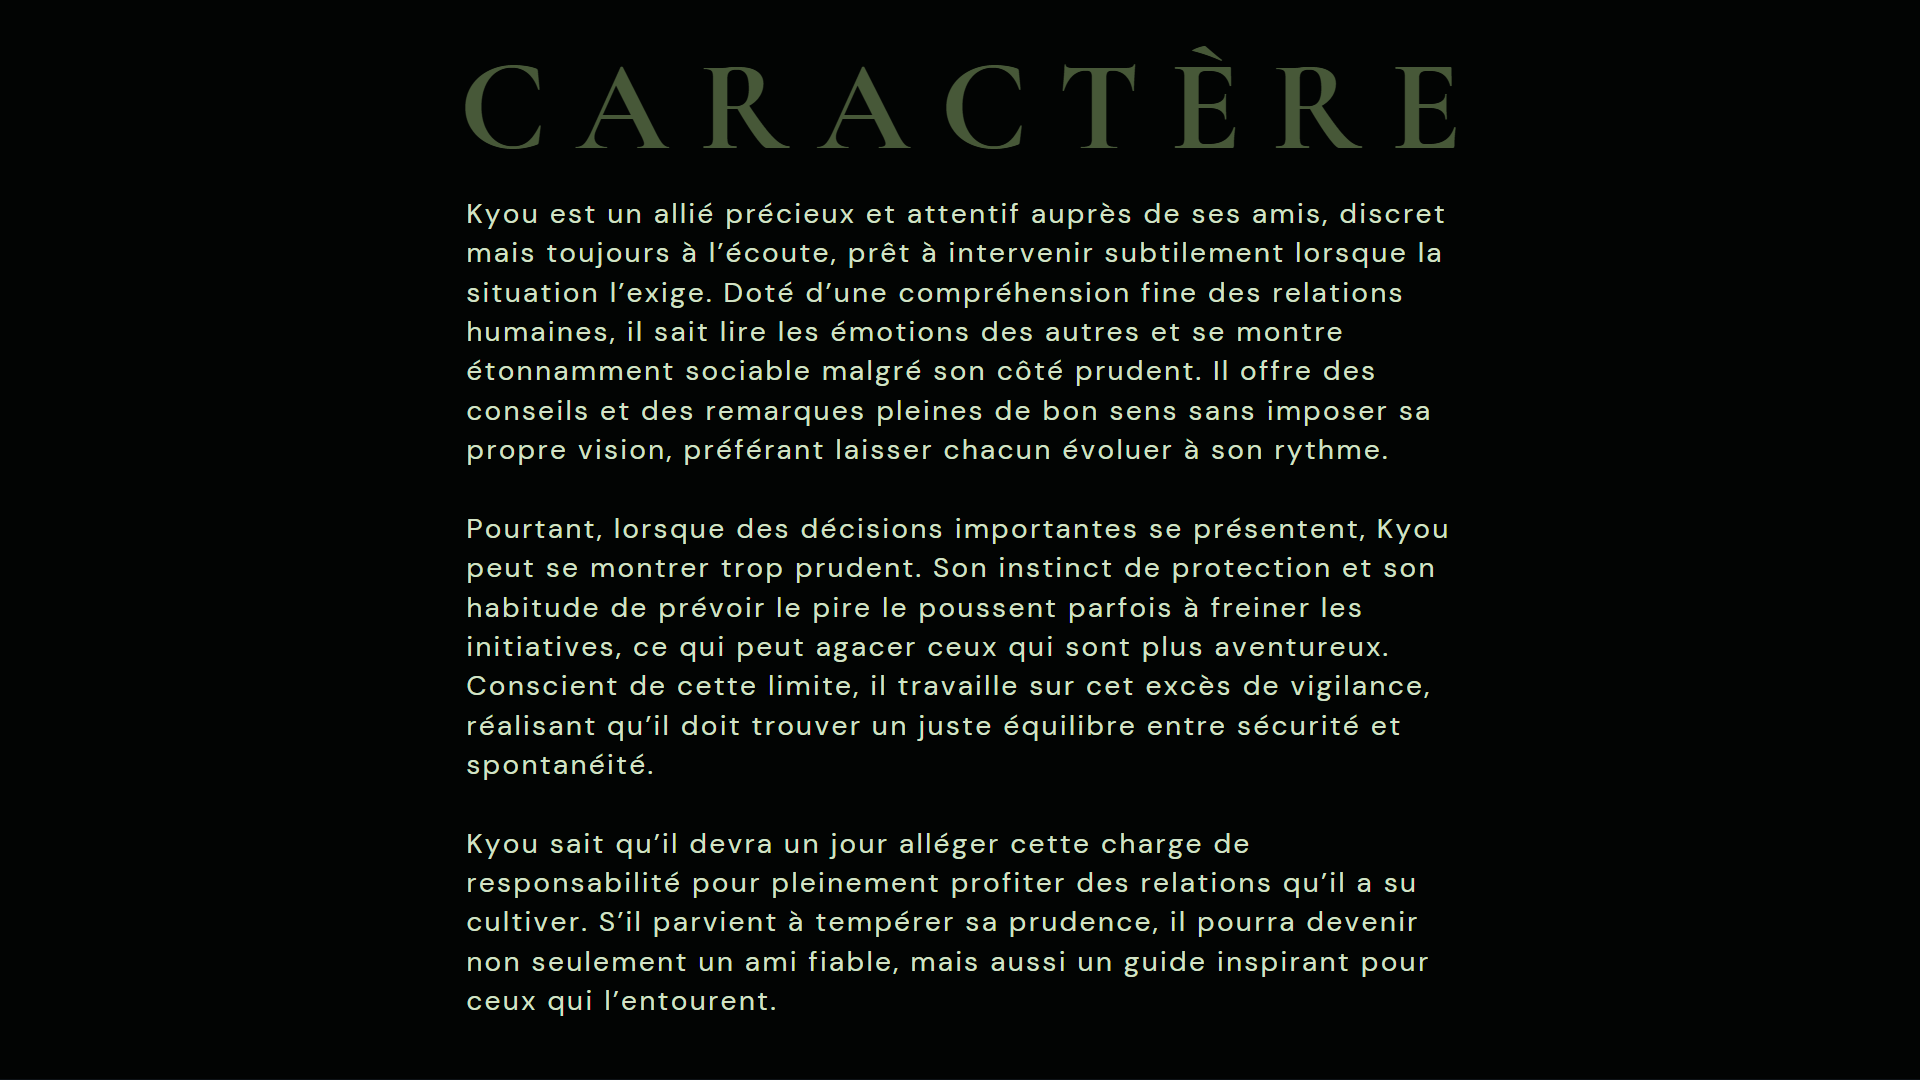 CARACTÈRE
Kyou est un allié précieux et attentif auprès de ses amis, discret
mais toujours à l’écoute, prêt à intervenir subtilement lorsque la
situation l’exige. Doté d’une compréhension fine des relations
humaines, il sait lire les émotions des autres et se montre
étonnamment sociable malgré son côté prudent. Il offre des
conseils et des remarques pleines de bon sens sans imposer sa
propre vision, préférant laisser chacun évoluer à son rythme.
Pourtant, lorsque des décisions importantes se présentent, Kyou
peut se montrer trop prudent. Son instinct de protection et son
habitude de prévoir le pire le poussent parfois à freiner les
initiatives, ce qui peut agacer ceux qui sont plus aventureux.
Conscient de cette limite, il travaille sur cet excès de vigilance,
réalisant qu’il doit trouver un juste équilibre entre sécurité et
spontanéité.
Kyou sait qu’il devra un jour alléger cette charge de
responsabilité pour pleinement profiter des relations qu’il a su
cultiver. S’il parvient à tempérer sa prudence, il pourra devenir
non seulement un ami fiable, mais aussi un guide inspirant pour
ceux qui l’entourent.